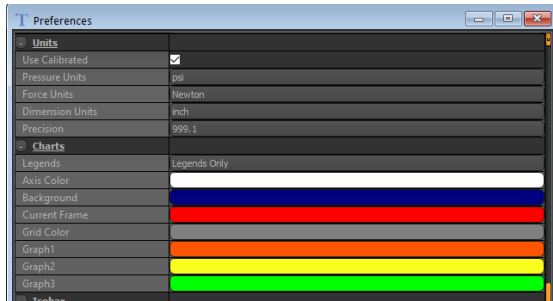 T Preferences
Units
Use Calibrated
Pressure Units psi
Force Units Newton
Dimension Units inch
Precision 999.1
Charts
Legends Legends Only
Axis Color
Background
Current Frame
Grid Color
Graph1
Graph2
Graph3